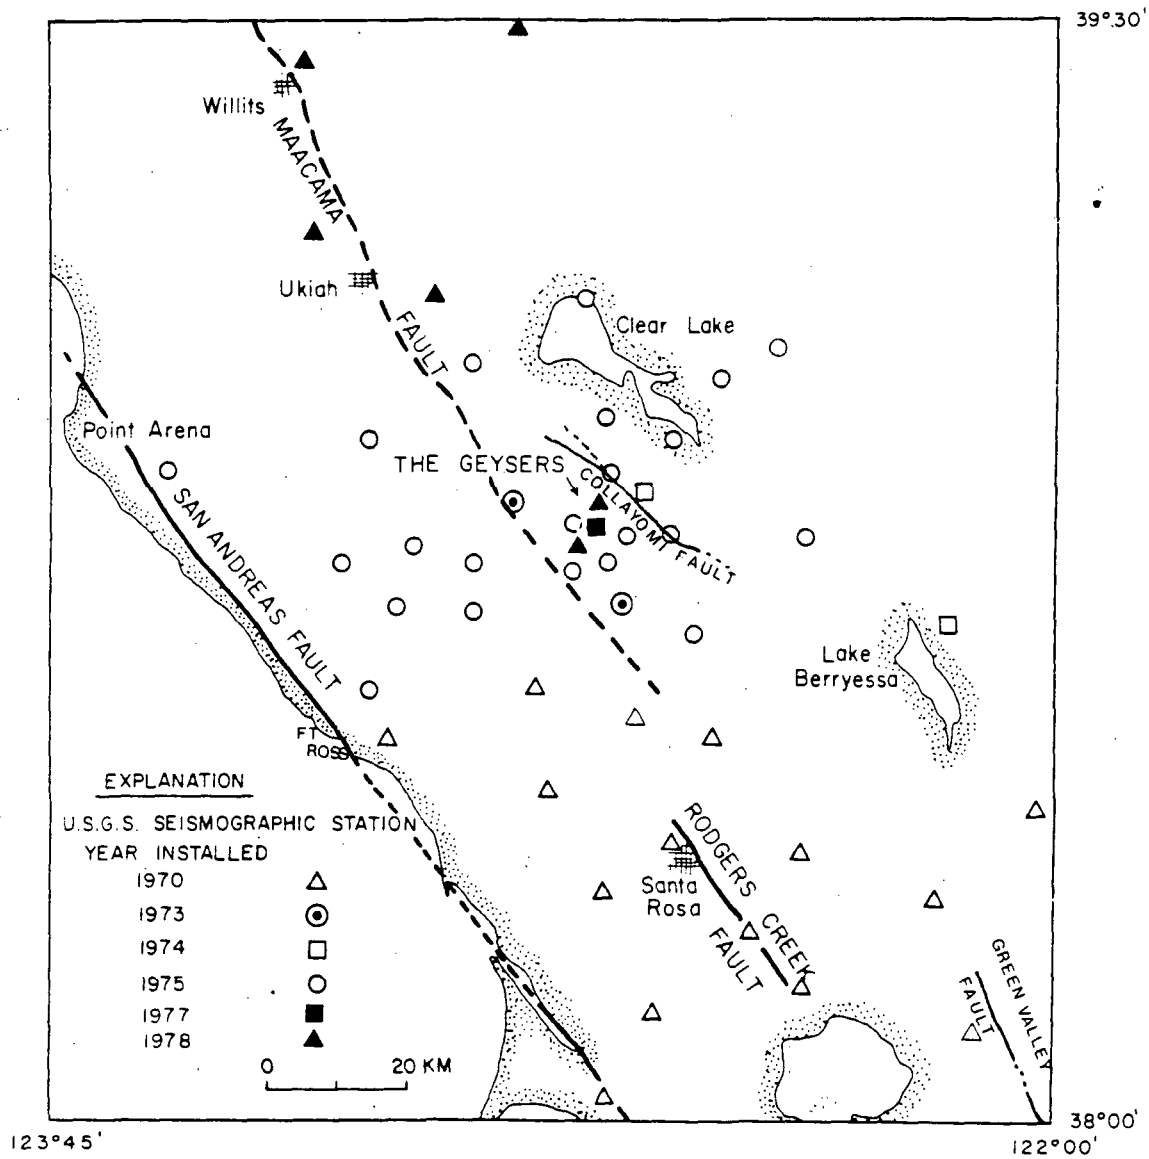 39°30'
Willits
MAACAMA
FAULT
Ukiah
Clear Lake
Point Arena
THE GEYSERS
COLLAYOMI FAULT
SAN ANDREAS FAULT
Lake
Berryessa
FT
ROSS
EXPLANATION
U.S.G.S. SEISMOGRAPHIC STATION
YEAR INSTALLED
1970
1973
1974
1975
1977
1978
0 20 KM
RODGERS CREEK
FAULT
Santa
Rosa
GREEN VALLEY
FAULT
38°00'
123°45'
122°00'